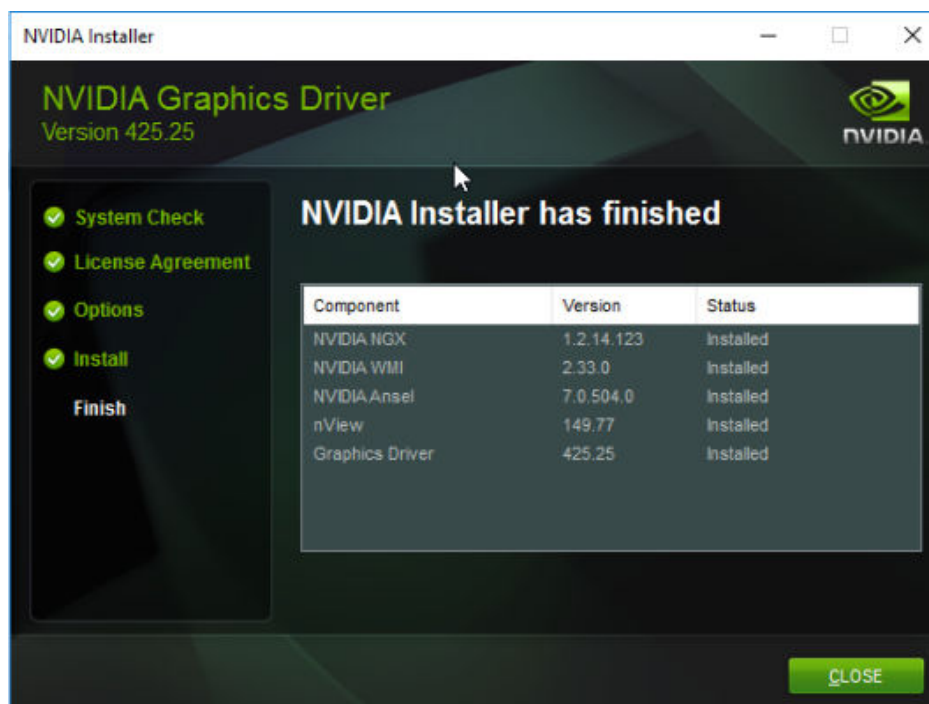 NVIDIA Installer
NVIDIA Graphics Driver
Version 425.25
NVIDIA
System Check
License Agreement
Options
Install
Finish
NVIDIA Installer has finished
Component Version Status
NVIDIA NGX 1.2.14.123 Installed
NVIDIA WMI 2.33.0 Installed
NVIDIA Ansel 7.0.504.0 Installed
nView 149.77 Installed
Graphics Driver 425.25 Installed
CLOSE